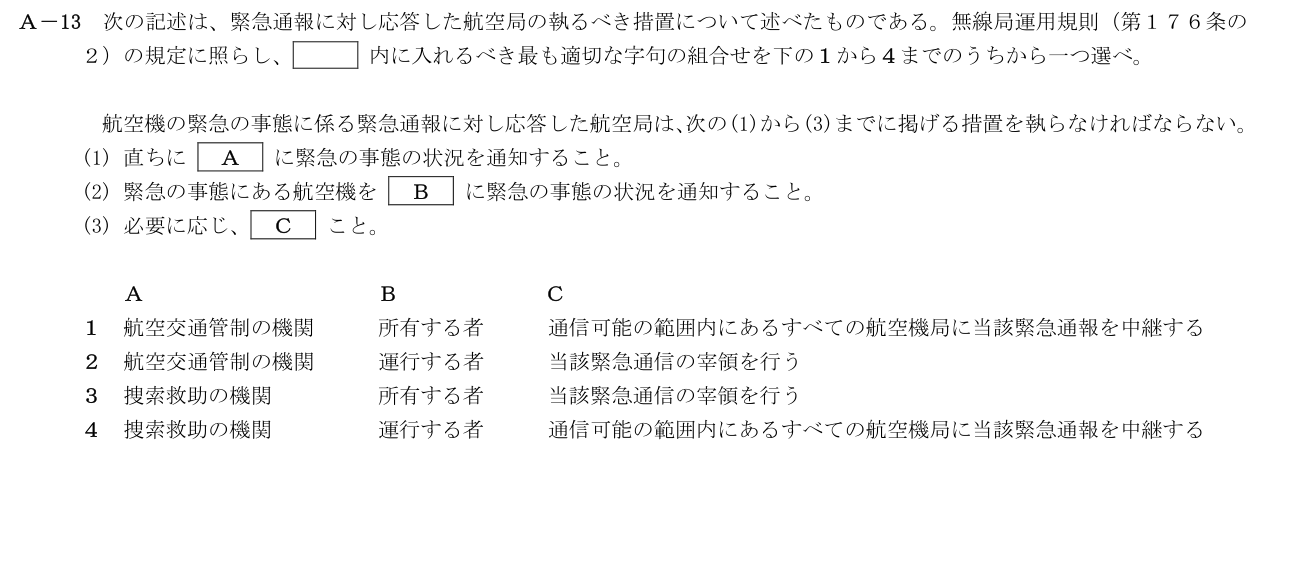 Ａ－13　次の記述は、緊急通報に対し応答した航空局の執るべき措置について述べたものである。無線局運用規則（第１７６条の
２）の規定に照らし、　　　内に入れるべき最も適切な字句の組合せを下の１から４までのうちから一つ選べ。
航空機の緊急の事態に係る緊急通報に対し応答した航空局は、次の(1)から(3)までに掲げる措置を執らなければならない。
(1) 直ちに Ａ に緊急の事態の状況を通知すること。
(2) 緊急の事態にある航空機を Ｂ に緊急の事態の状況を通知すること。
(3) 必要に応じ、 Ｃ こと。
Ａ　Ｂ　Ｃ
１　航空交通管制の機関　所有する者　通信可能の範囲内にあるすべての航空機局に当該緊急通報を中継する
２　航空交通管制の機関　運行する者　当該緊急通信の宰領を行う
３　捜索救助の機関　所有する者　当該緊急通信の宰領を行う
４　捜索救助の機関　運行する者　通信可能の範囲内にあるすべての航空機局に当該緊急通報を中継する